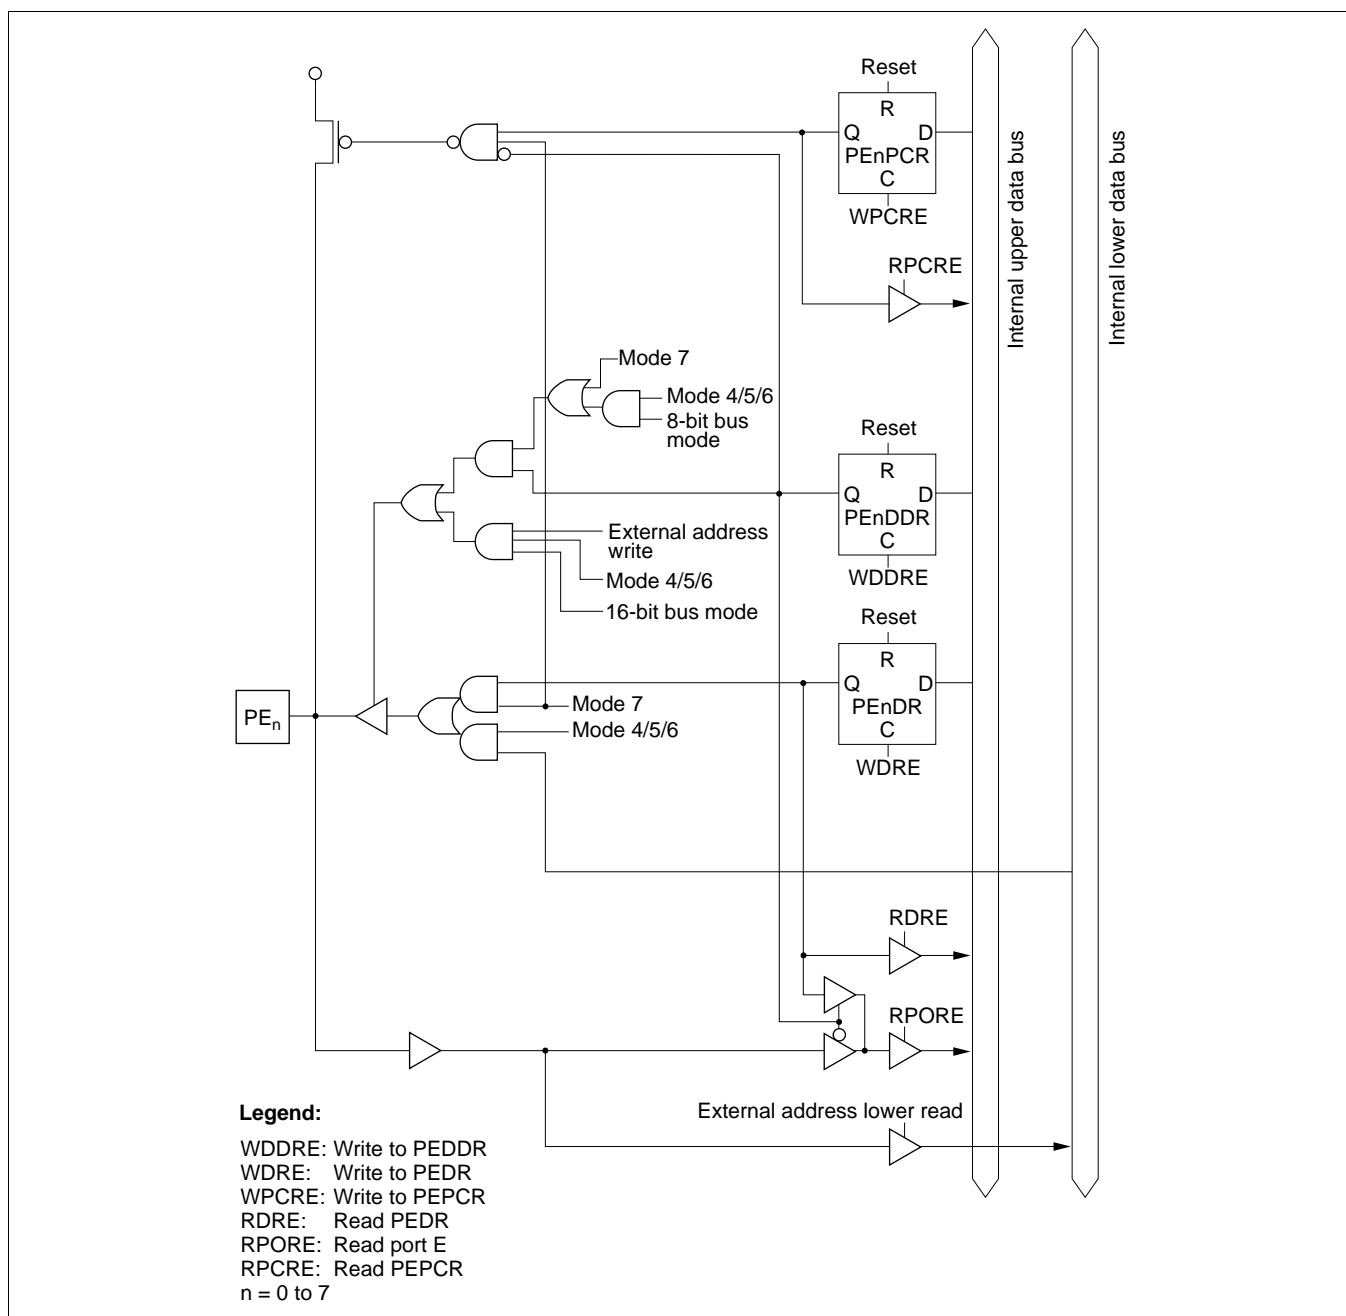 Reset
R
Q D
PEnPCR
C
WPCRE
Internal upper data bus
Internal lower data bus
RPCRE
Mode 7
Mode 4/5/6
8-bit bus
mode
Reset
R
Q D
PEnDDR
C
WDDRE
External address
write
Mode 4/5/6
16-bit bus mode
Reset
R
Q D
PEnDR
C
WDRE
PEn
Mode 7
Mode 4/5/6
RDRE
RPORE
External address lower read
Legend:
WDDRE: Write to PEDDR
WDRE: Write to PEDR
WPCRE: Write to PEPCR
RDRE: Read PEDR
RPORE: Read port E
RPCRE: Read PEPCR
n = 0 to 7